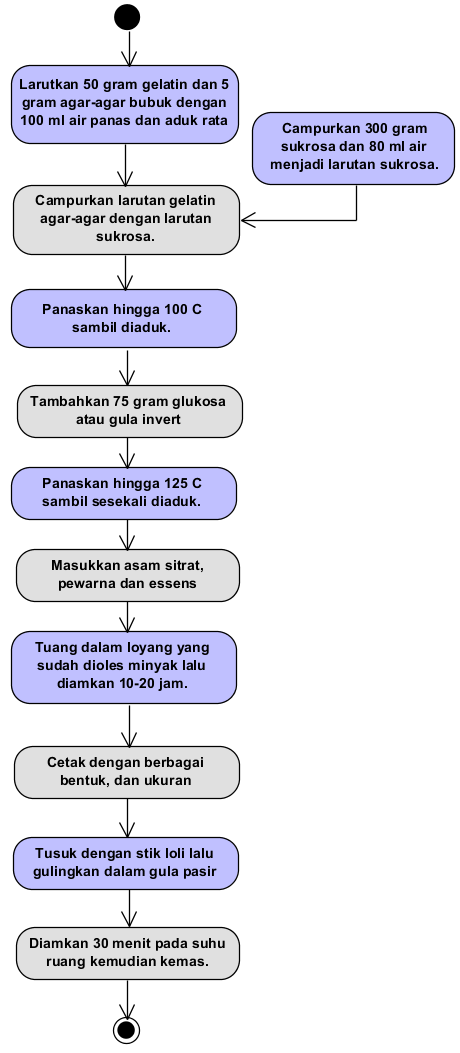 Larutkan 50 gram gelatin dan 5
gram agar-agar bubuk dengan
100 ml air panas dan aduk rata
Campurkan 300 gram
sukrosa dan 80 ml air
menjadi larutan sukrosa.
Campurkan larutan gelatin
agar-agar dengan larutan
sukrosa.
Panaskan hingga 100 C
sambil diaduk.
Tambahkan 75 gram glukosa
atau gula invert
Panaskan hingga 125 C
sambil sesekali diaduk.
Masukkan asam sitrat,
pewarna dan essens
Tuang dalam loyang yang
sudah dioles minyak lalu
diamkan 10-20 jam.
Cetak dengan berbagai
bentuk, dan ukuran
Tusuk dengan stik loli lalu
gulingkan dalam gula pasir
Diamkan 30 menit pada suhu
ruang kemudian kemas.